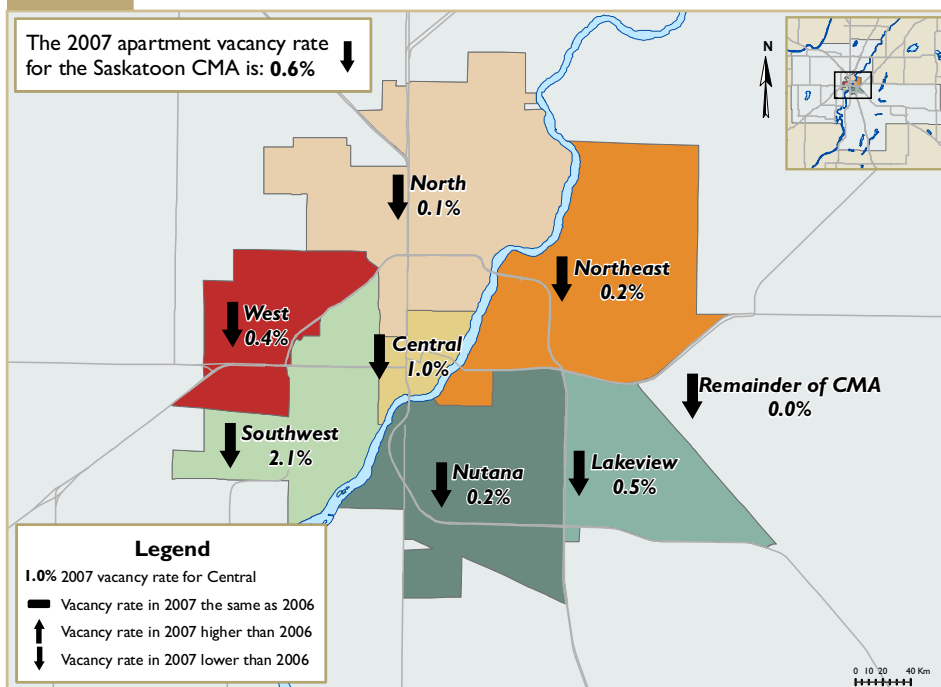 The 2007 apartment vacancy rate
for the Saskatoon CMA is: 0.6%
N
North
0.1%
Northeast
0.2%
West
0.4%
Central
1.0%
Remainder of CMA
0.0%
Southwest
2.1%
Nutana
0.2%
Lakeview
0.5%
Legend
1.0% 2007 vacancy rate for Central
Vacancy rate in 2007 the same as 2006
Vacancy rate in 2007 higher than 2006
Vacancy rate in 2007 lower than 2006
0 10 20 40 Km